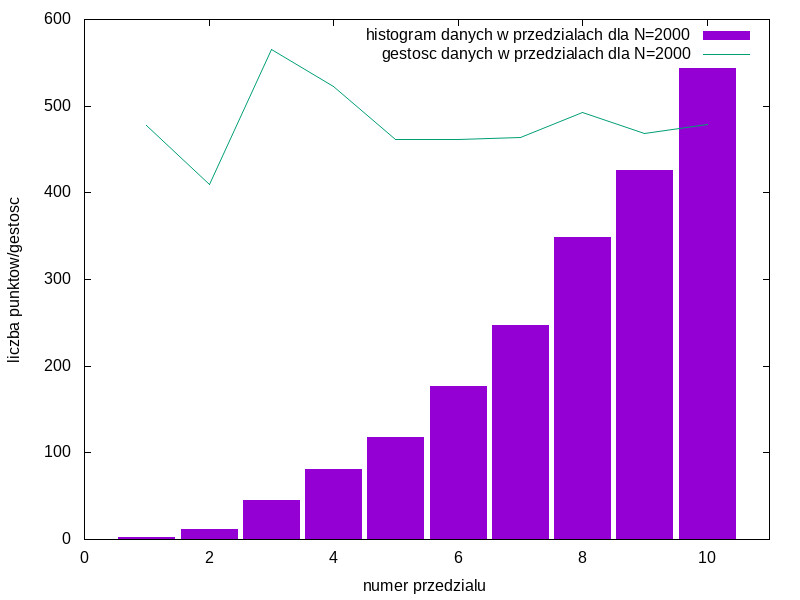 histogram danych w przedzialach dla N=2000
gestosc danych w przedzialach dla N=2000
600
500
400
300
200
100
0
liczba punktow/gestosc
0 2 4 6 8 10
numer przedzialu